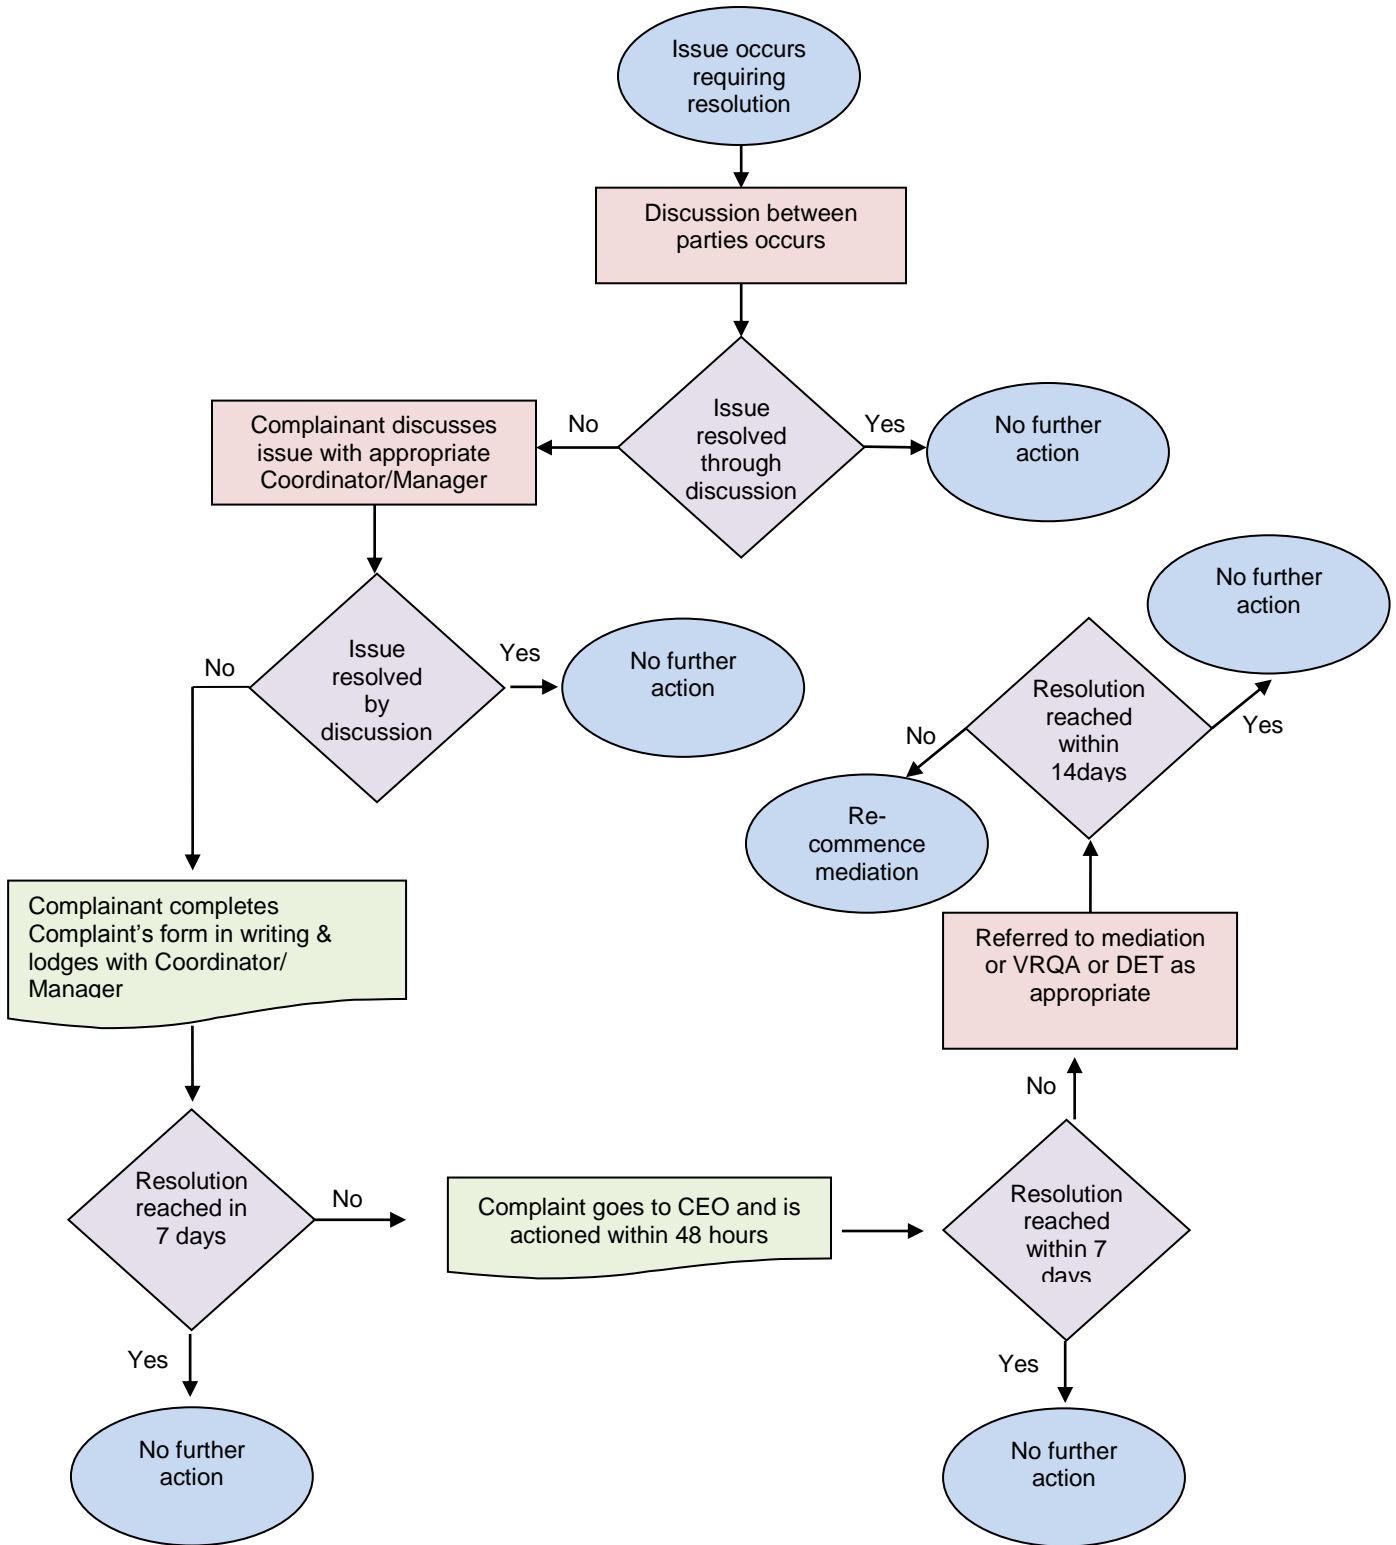 Issue occurs
requiring
resolution
Discussion between
parties occurs
Issue
resolved
through
discussion
No
Yes
No further
action
Complainant discusses
issue with appropriate
Coordinator/Manager
Issue
resolved
by
discussion
Yes
No further
action
No
Complainant completes
Complaint’s form in writing &
lodges with Coordinator/
Manager
Resolution
reached in
7 days
Yes
No further
action
No
Complaint goes to CEO and is
actioned within 48 hours
Resolution
reached
within 7
days
Yes
No further
action
No
Referred to mediation
or VRQA or DET as
appropriate
Resolution
reached
within
14days
No
Re-
commence
mediation
Yes
No further
action